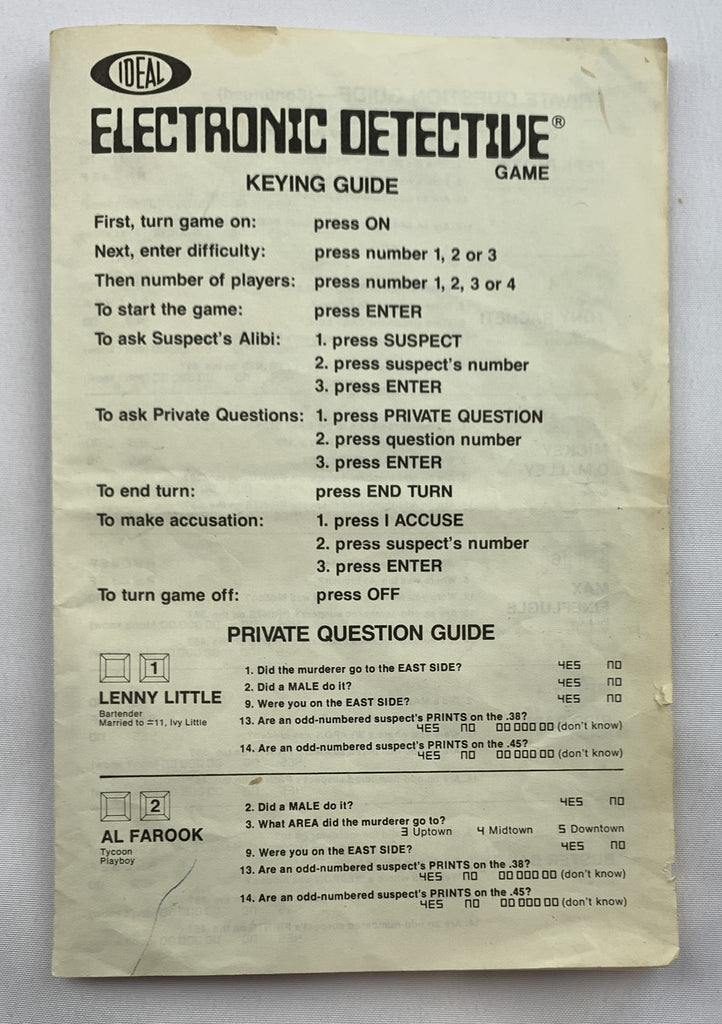 IDEAL
ELECTRONIC DETECTIVE®
GAME
KEYING GUIDE
First, turn game on: press ON
Next, enter difficulty: press number 1, 2 or 3
Then number of players: press number 1, 2, 3 or 4
To start the game: press ENTER
To ask Suspect's Alibi: 1. press SUSPECT
2. press suspect's number
3. press ENTER
To ask Private Questions: 1. press PRIVATE QUESTION
2. press question number
3. press ENTER
To end turn: press END TURN
To make accusation: 1. press I ACCUSE
2. press suspect's number
3. press ENTER
To turn game off: press OFF
PRIVATE QUESTION GUIDE
1
LENNY LITTLE
Bartender
Married to #11, Ivy Little
1. Did the murderer go to the EAST SIDE? YES NO
2. Did a MALE do it? YES NO
9. Were you on the EAST SIDE? YES NO
13. Are an odd-numbered suspect's PRINTS on the .38?
YES NO 00 00 00 00 (don't know)
14. Are an odd-numbered suspect's PRINTS on the .45?
YES NO 00 00 00 00 (don't know)
2
AL FAROOK
Tycoon
Playboy
2. Did a MALE do it? YES NO
3. What AREA did the murderer go to?
3 Uptown 4 Midtown 5 Downtown
9. Were you on the EAST SIDE? YES NO
13. Are an odd-numbered suspect's PRINTS on the .38?
YES NO 00 00 00 00 (don't know)
14. Are an odd-numbered suspect's PRINTS on the .45?
YES NO 00 00 00 00 (don't know)